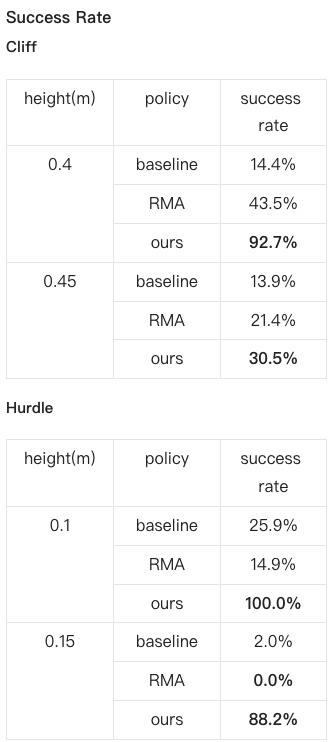 Success Rate
Cliff
height(m) policy success
rate
0.4 baseline 14.4%
RMA 43.5%
ours 92.7%
0.45 baseline 13.9%
RMA 21.4%
ours 30.5%
Hurdle
height(m) policy success
rate
0.1 baseline 25.9%
RMA 14.9%
ours 100.0%
0.15 baseline 2.0%
RMA 0.0%
ours 88.2%